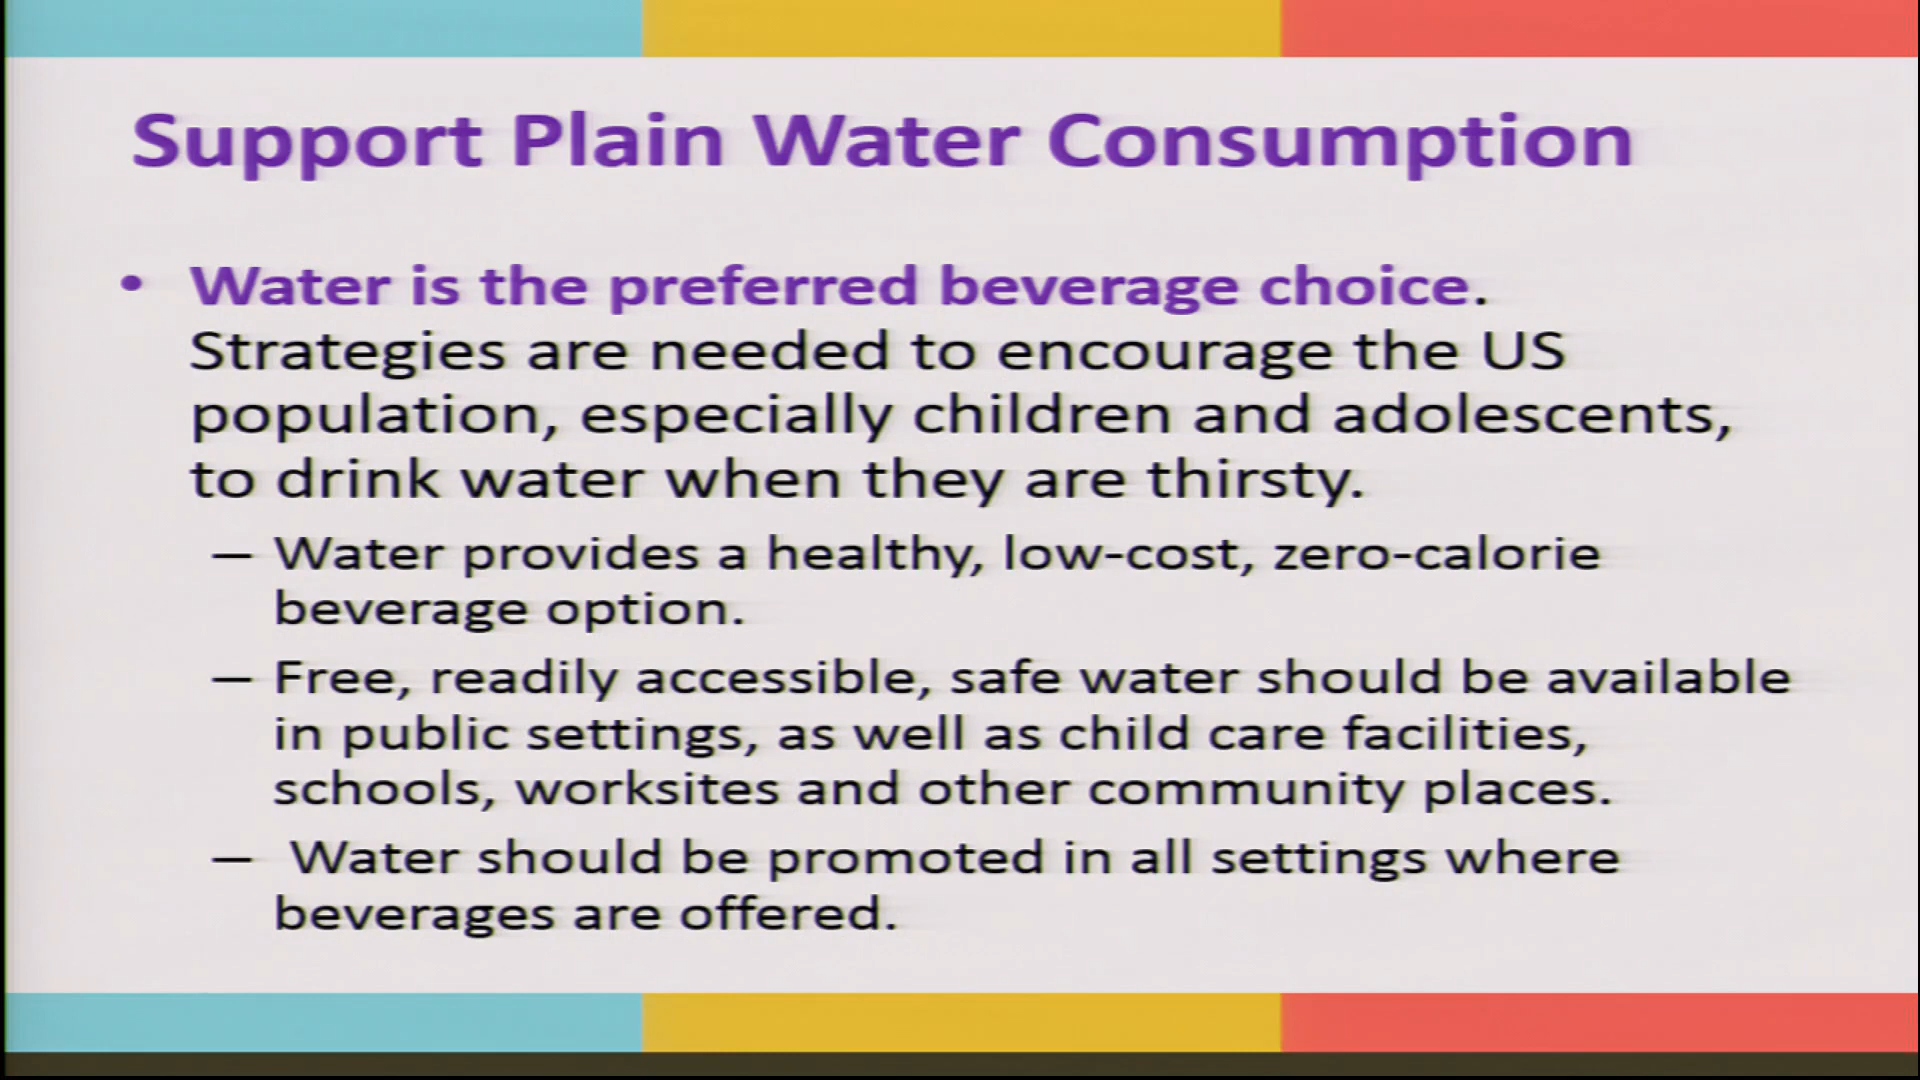 Support Plain Water Consumption
• Water is the preferred beverage choice.
Strategies are needed to encourage the US
population, especially children and adolescents,
to drink water when they are thirsty.
– Water provides a healthy, low-cost, zero-calorie
beverage option.
– Free, readily accessible, safe water should be available
in public settings, as well as child care facilities,
schools, worksites and other community places.
– Water should be promoted in all settings where
beverages are offered.